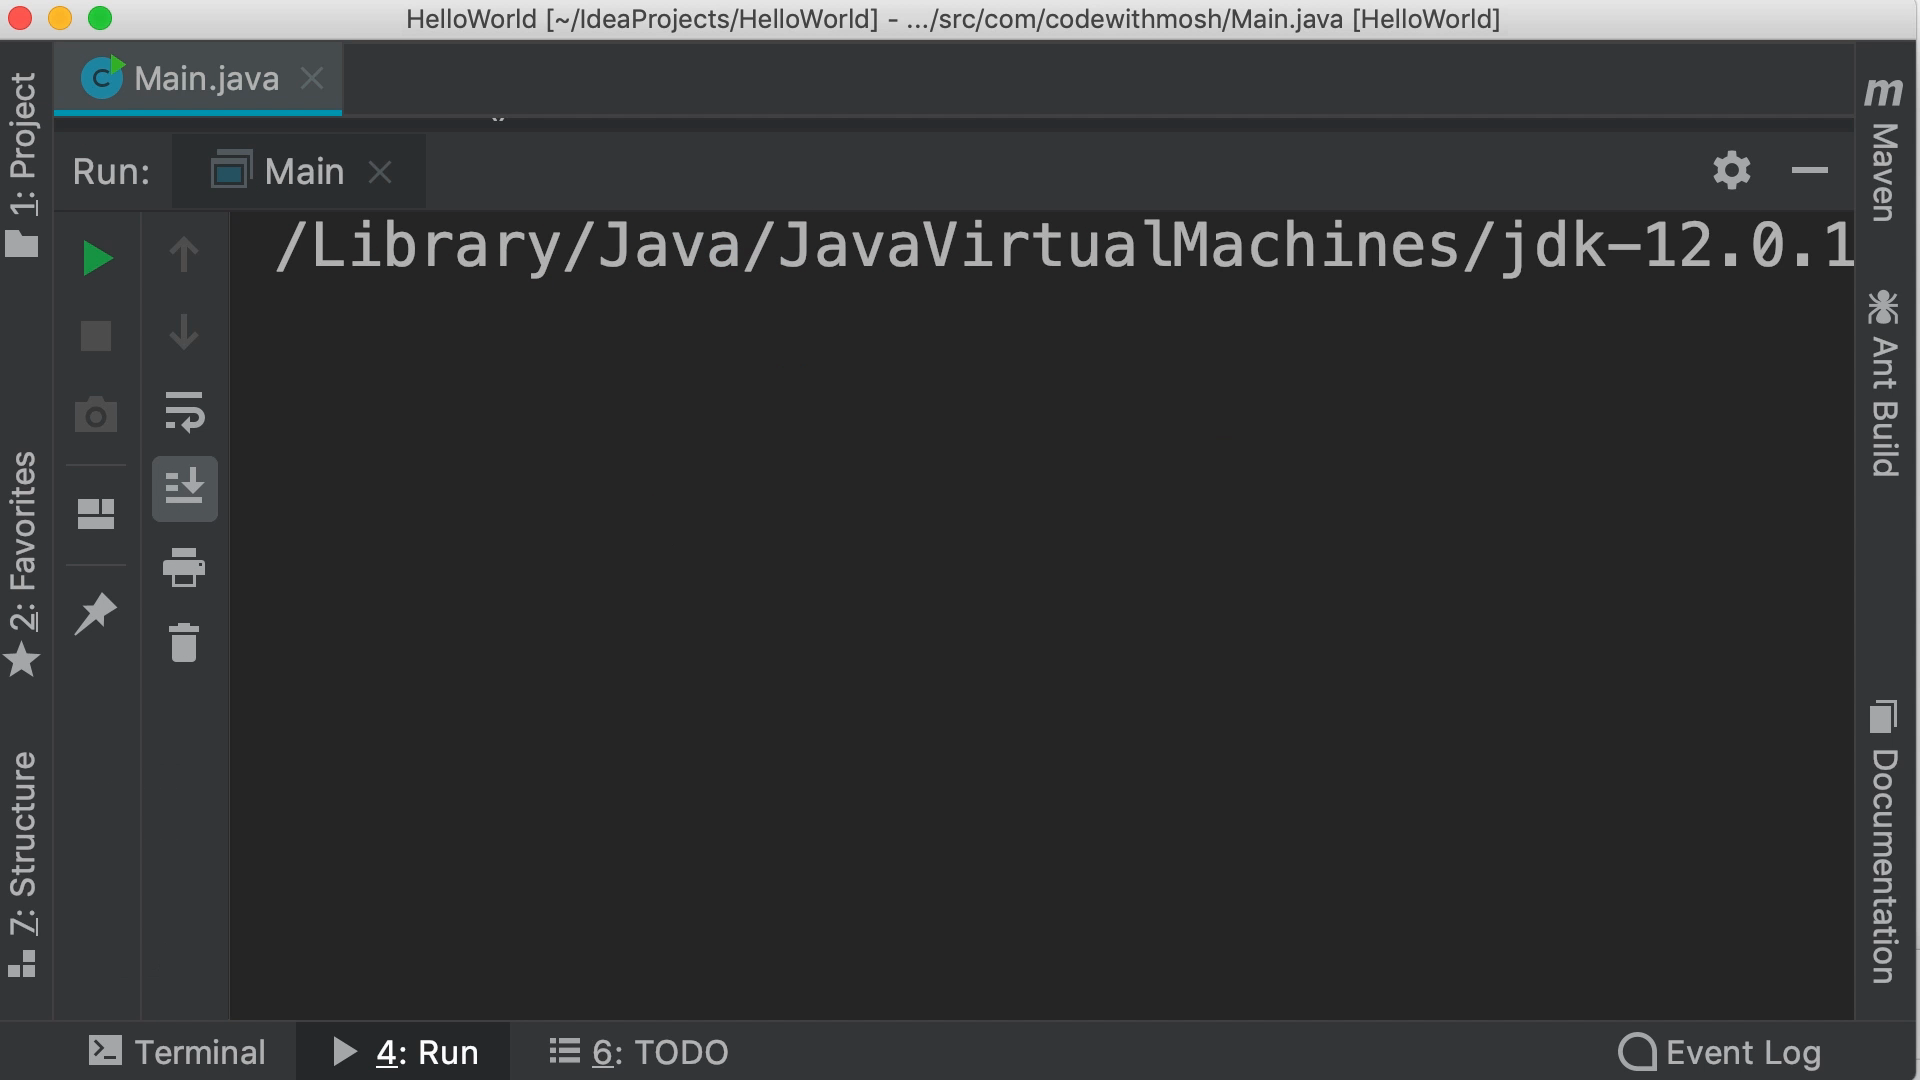 HelloWorld [~/IdeaProjects/HelloWorld] - .../src/com/codewithmosh/Main.java [HelloWorld]
Main.java
Run: Main
/Library/Java/JavaVirtualMachines/jdk-12.0.1
1: Project
2: Favorites
7: Structure
m Maven
Ant Build
Documentation
Terminal 4: Run 6: TODO Event Log